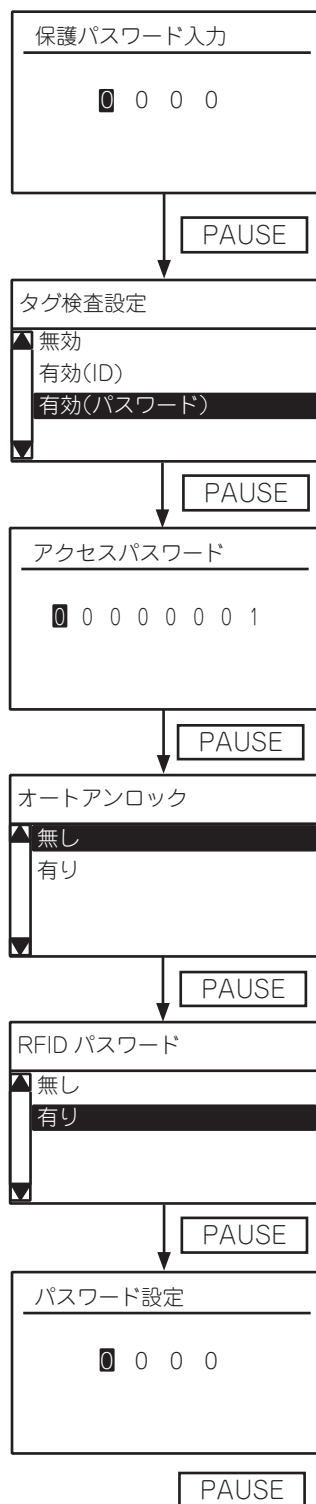 保護パスワード入力
0 0 0 0
PAUSE
タグ検査設定
無効
有効(ID)
有効(パスワード)
PAUSE
アクセスパスワード
0 0 0 0 0 0 0 1
PAUSE
オートアンロック
無し
有り
PAUSE
RFID パスワード
無し
有り
PAUSE
パスワード設定
0 0 0 0
PAUSE